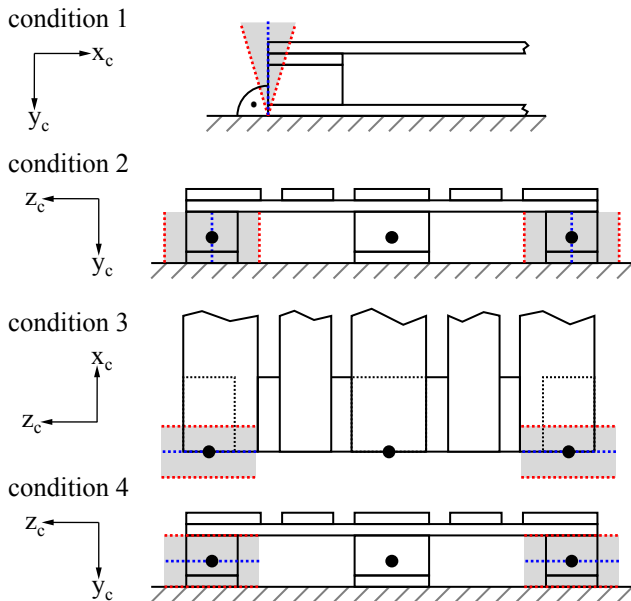 condition 1
x_c
y_c
condition 2
z_c
y_c
condition 3
x_c
z_c
condition 4
z_c
y_c